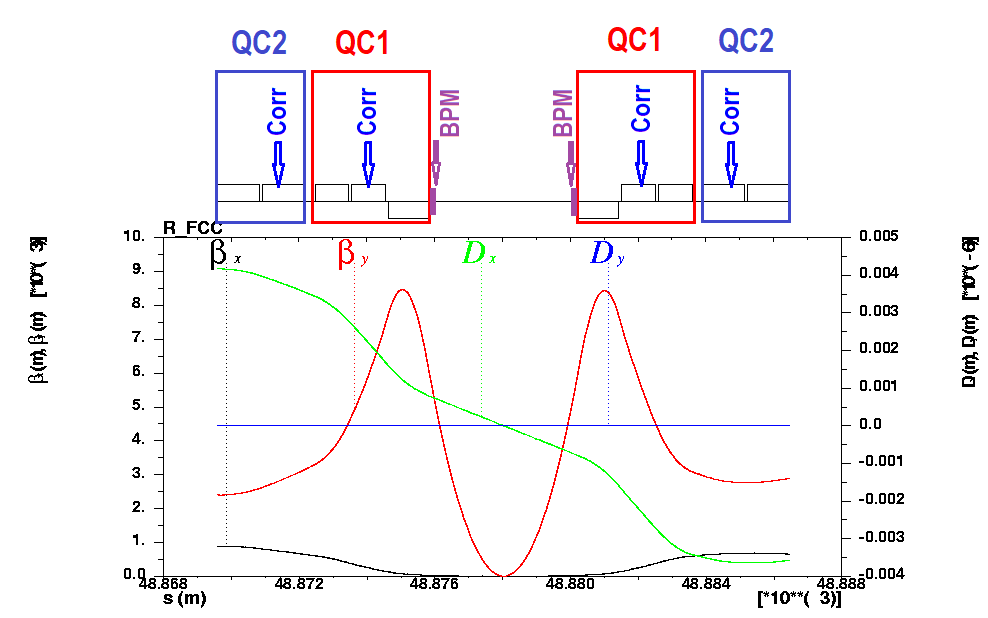 QC2 QC1 QC1 QC2
Corr Corr BPM BPM Corr Corr
R_FCC
β x β y D x D y
10. 0.005
9. 0.004
8. 0.003
7. 0.002
6. 0.001
5. 0.0
4. -0.001
3. -0.002
2. -0.003
1. -0.004
0.0
48.868 48.872 48.876 48.880 48.884 48.888
s (m) [*10**( 3)]